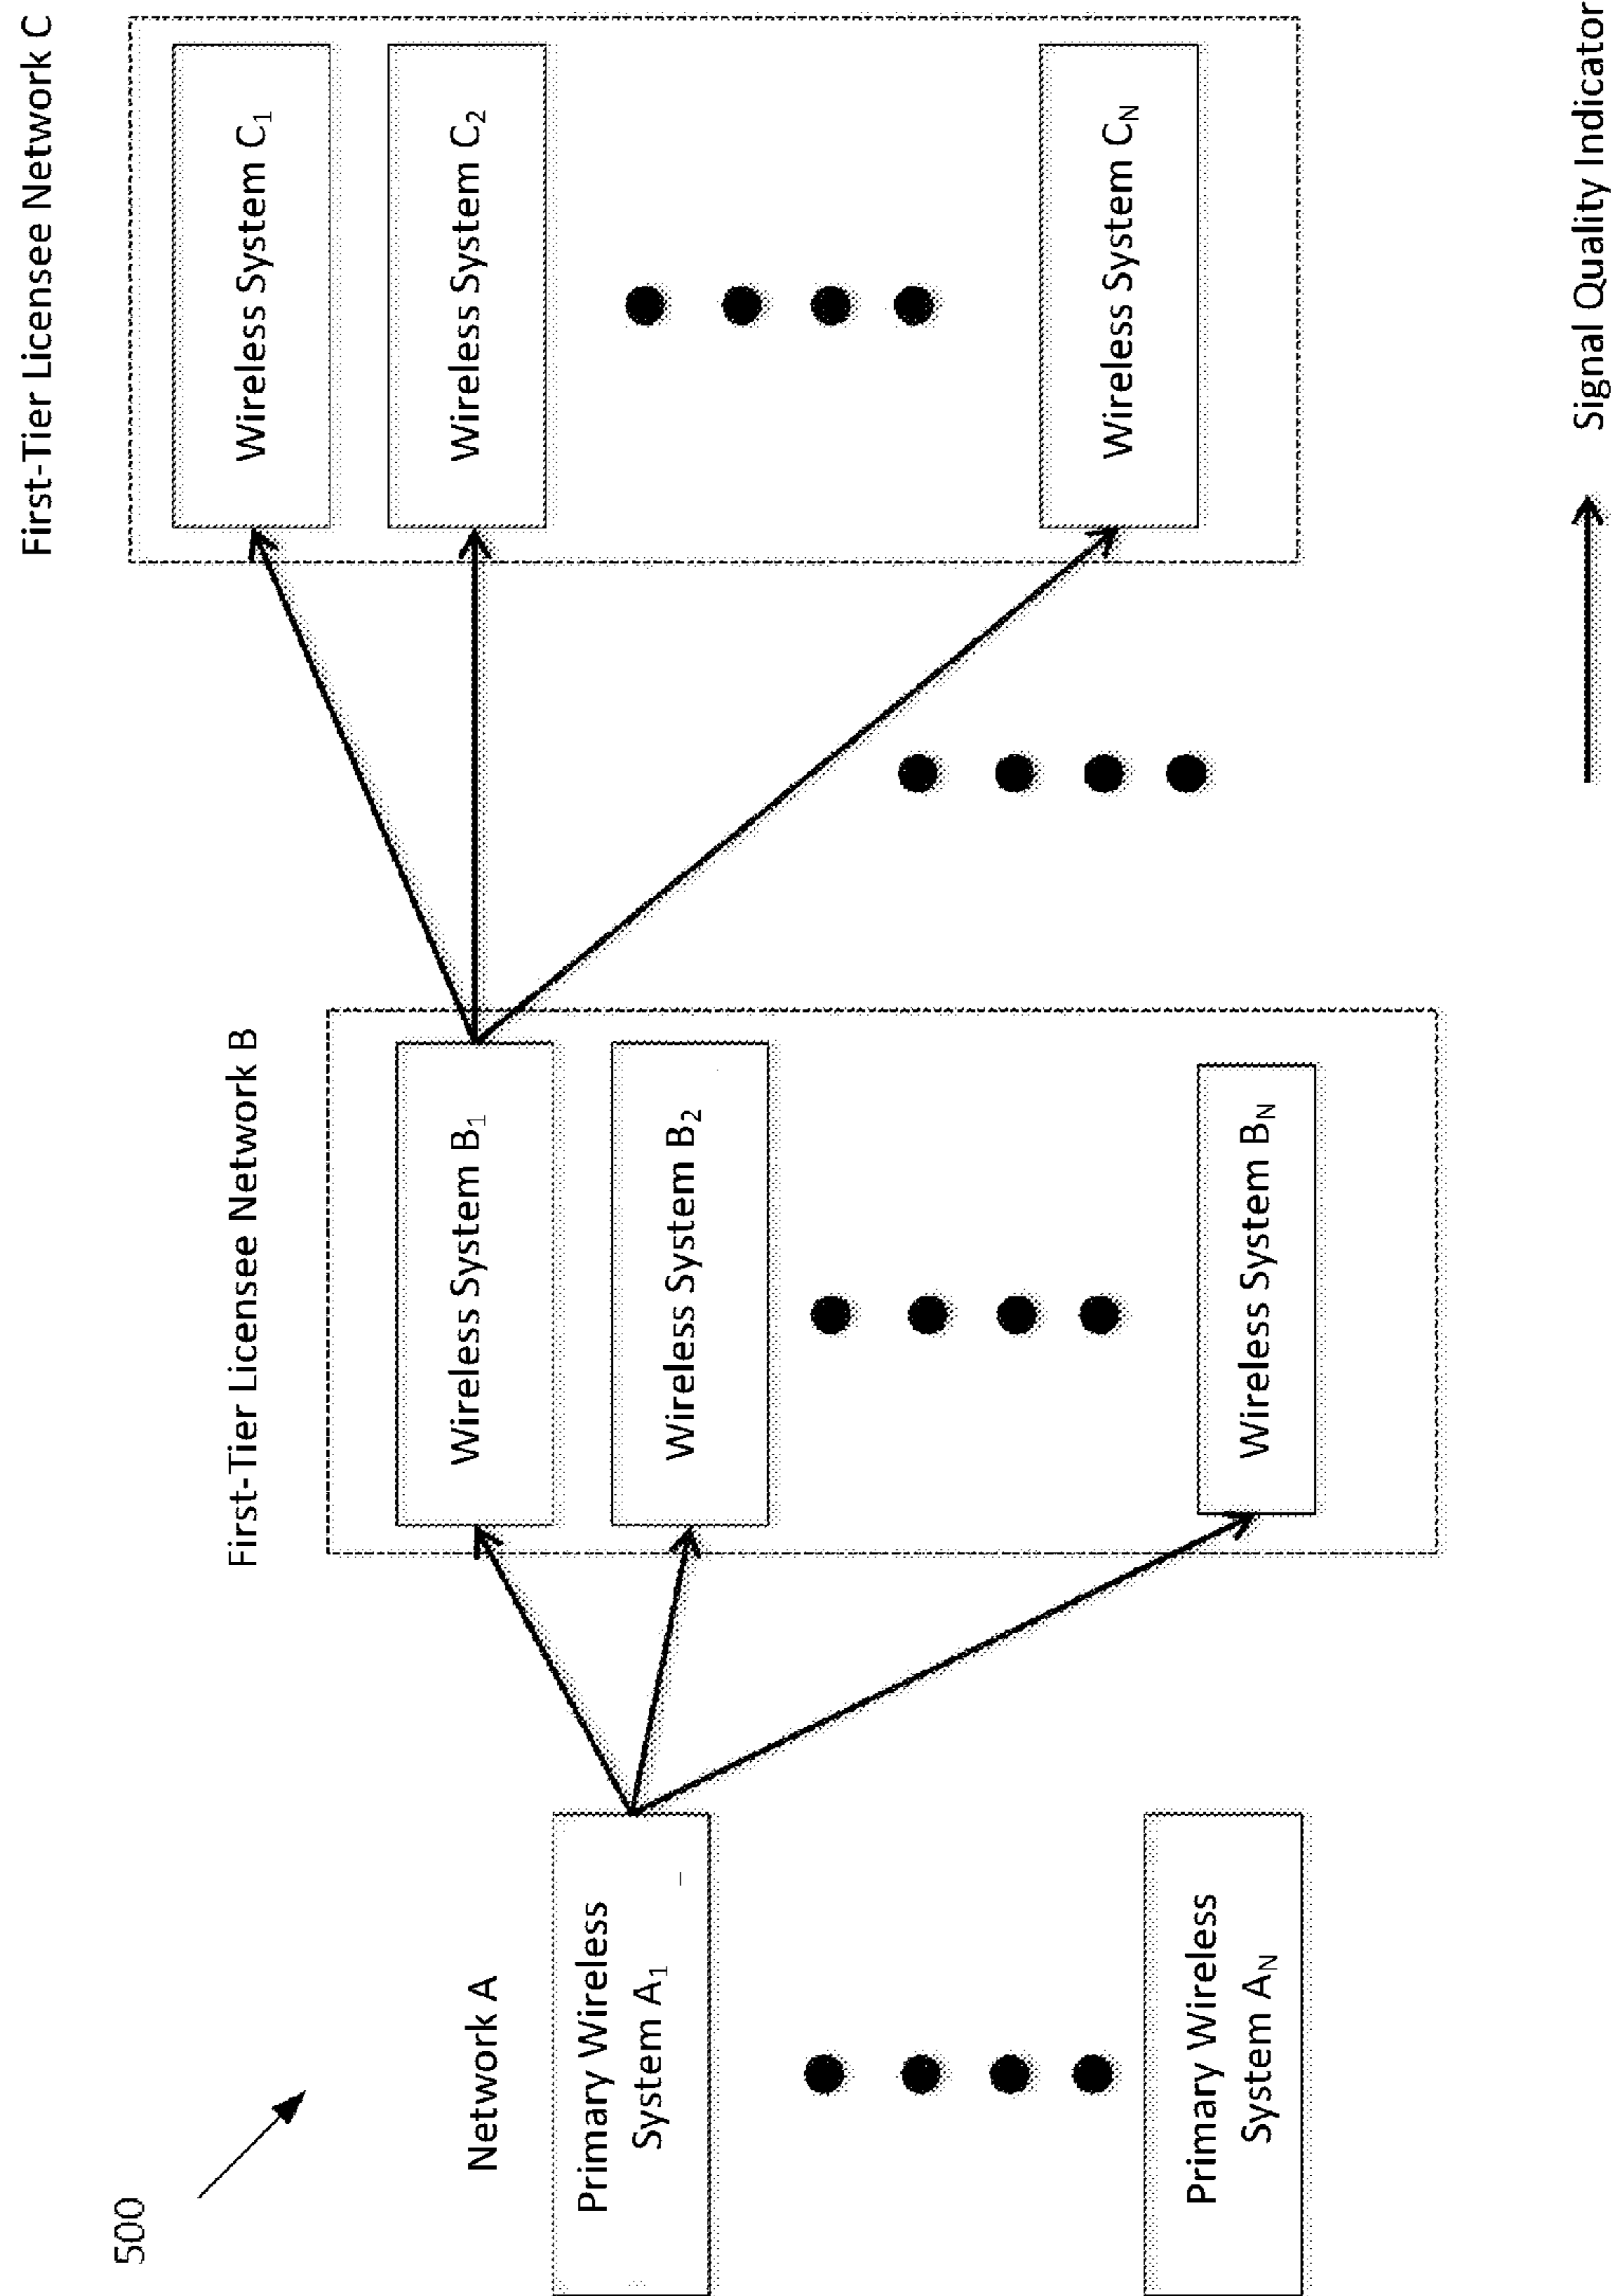 500
Network A
Primary Wireless
System A₁
Primary Wireless
System Aₙ
First-Tier Licensee Network B
Wireless System B₁
Wireless System B₂
Wireless System Bₙ
First-Tier Licensee Network C
Wireless System C₁
Wireless System C₂
Wireless System Cₙ
Signal Quality Indicator